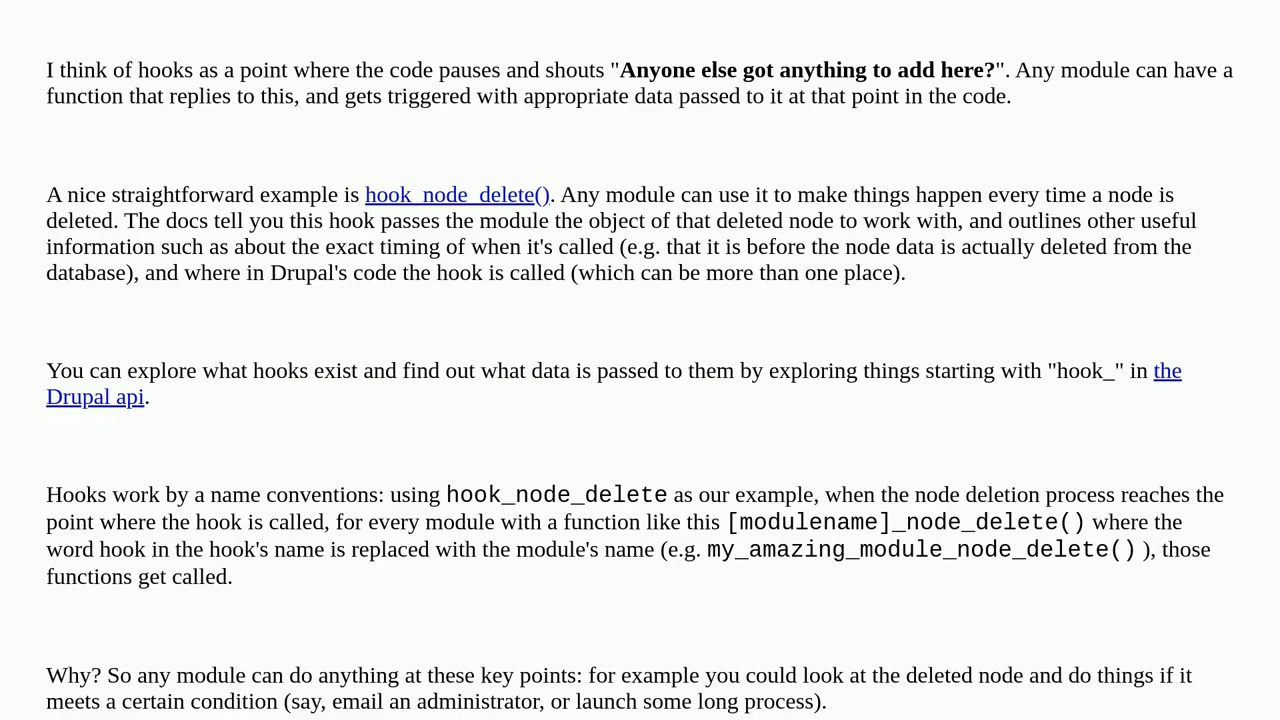 I think of hooks as a point where the code pauses and shouts "Anyone else got anything to add here?". Any module can have a
function that replies to this, and gets triggered with appropriate data passed to it at that point in the code.
A nice straightforward example is hook_node_delete(). Any module can use it to make things happen every time a node is
deleted. The docs tell you this hook passes the module the object of that deleted node to work with, and outlines other useful
information such as about the exact timing of when it's called (e.g. that it is before the node data is actually deleted from the
database), and where in Drupal's code the hook is called (which can be more than one place).
You can explore what hooks exist and find out what data is passed to them by exploring things starting with "hook_" in the
Drupal api.
Hooks work by a name conventions: using hook_node_delete as our example, when the node deletion process reaches the
point where the hook is called, for every module with a function like this [modulename]_node_delete() where the
word hook in the hook's name is replaced with the module's name (e.g. my_amazing_module_node_delete() ), those
functions get called.
Why? So any module can do anything at these key points: for example you could look at the deleted node and do things if it
meets a certain condition (say, email an administrator, or launch some long process).